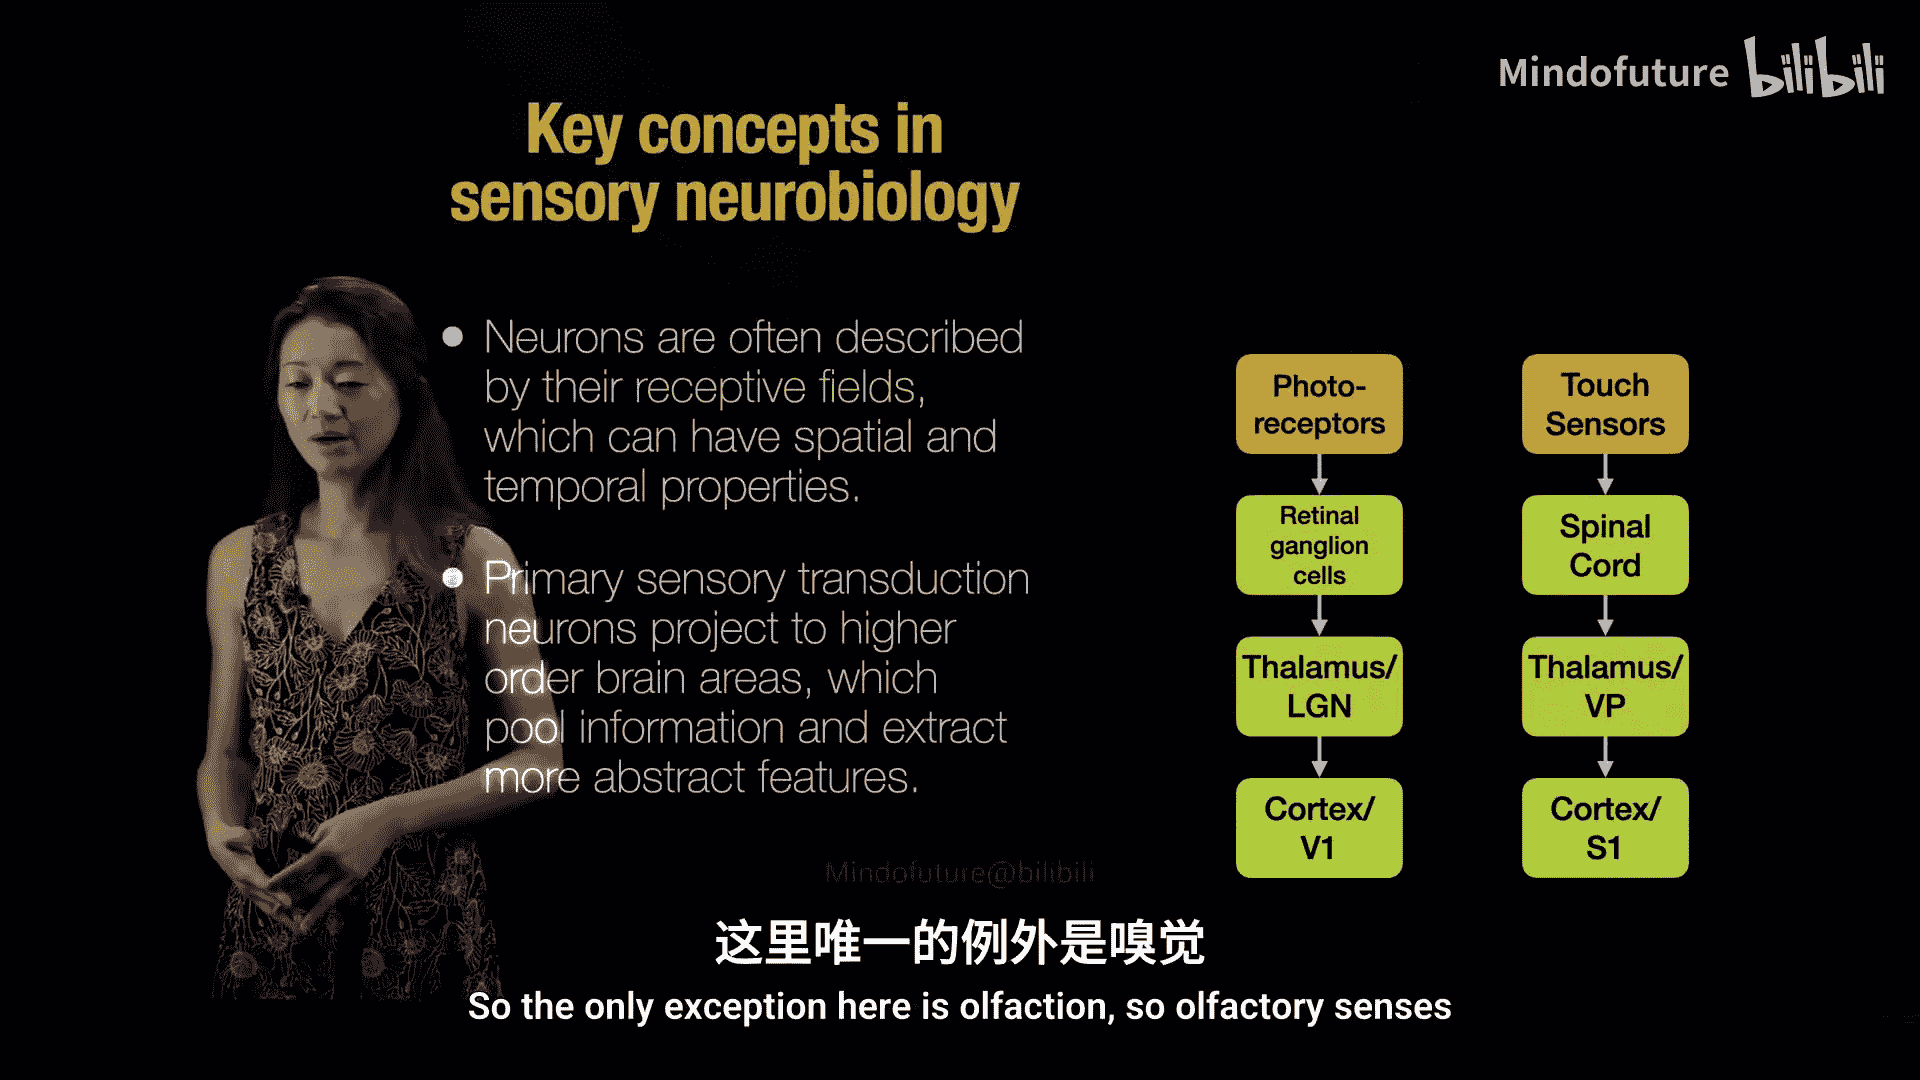 Mindofuture bilibili
Key concepts in
sensory neurobiology
Neurons are often described
by their receptive fields,
which can have spatial and
temporal properties.
Primary sensory transduction
neurons project to higher
order brain areas, which
pool information and extract
more abstract features.
Photo-
receptors
Retinal
ganglion
cells
Thalamus/
LGN
Cortex/
V1
Touch
Sensors
Spinal
Cord
Thalamus/
VP
Cortex/
S1
Mindofuture@bilibili
这里唯一的例外是嗅觉
So the only exception here is olfaction, so olfactory senses